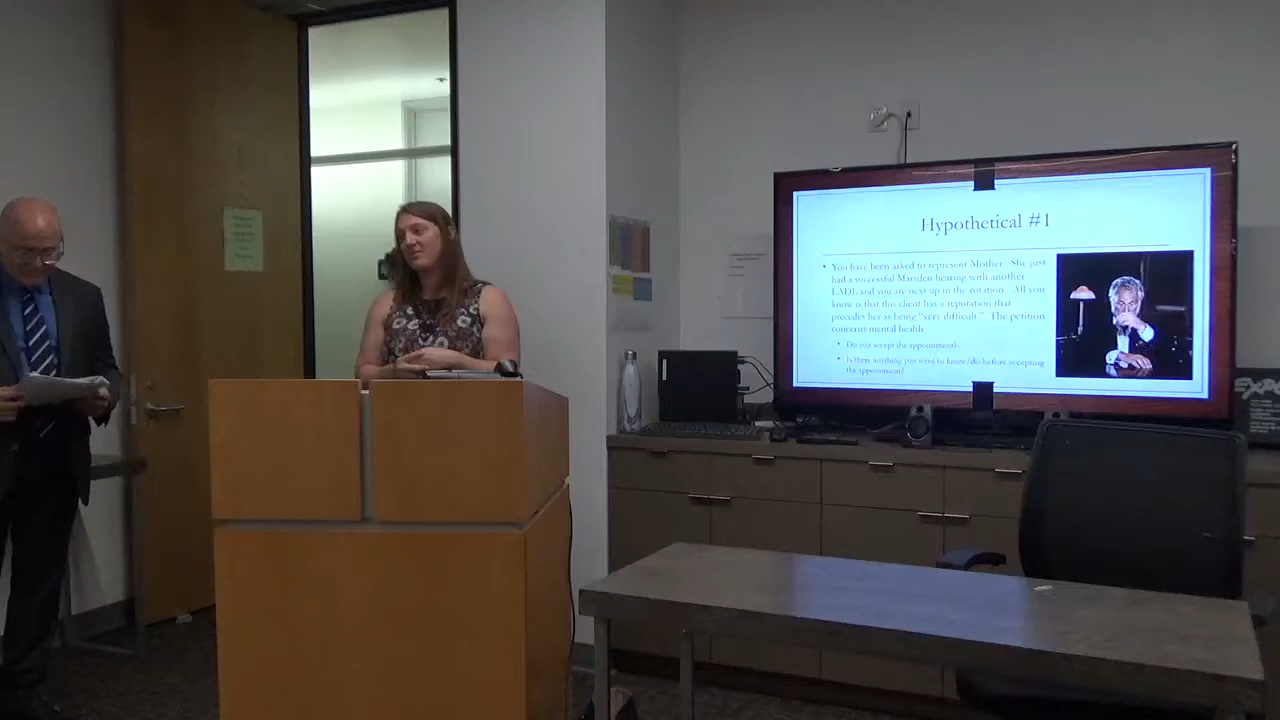 Hypothetical #1
• You have been asked to represent Mother. She just
had a successful Marsden hearing with another
LADL and you are next up in the rotation. All you
know is that this client has a reputation that
precedes her as being "very difficult." The petition
concerns mental health.
• Do you accept the appointment?
• Is there anything you want to know/do before accepting
the appointment?
EXPO